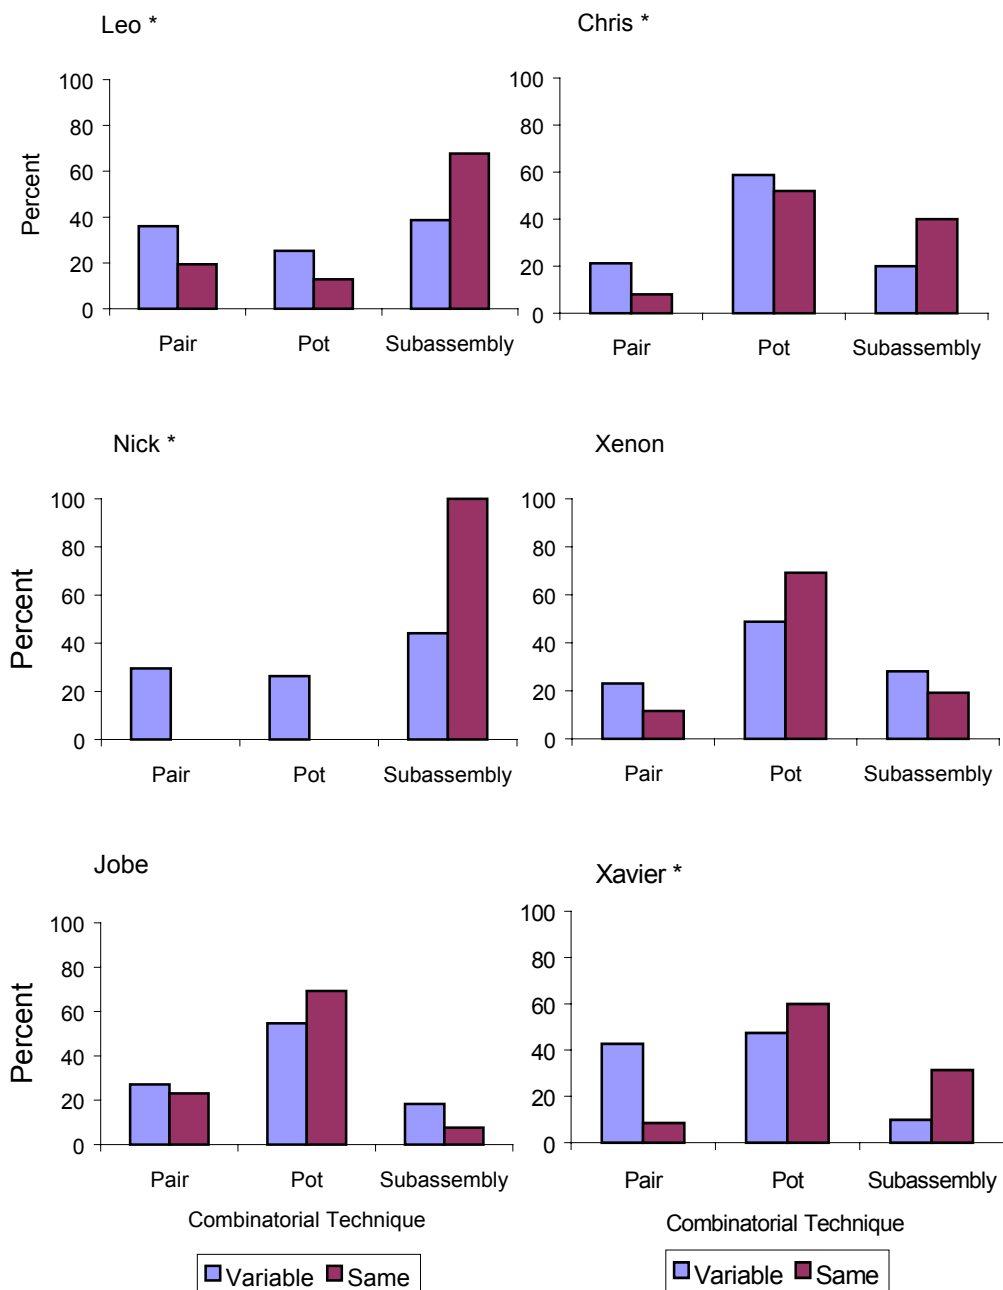 Leo *
100
80
60
40
20
0
Percent
Pair Pot Subassembly
Chris *
100
80
60
40
20
0
Pair Pot Subassembly
Nick *
100
80
60
40
20
0
Percent
Pair Pot Subassembly
Xenon
100
80
60
40
20
0
Pair Pot Subassembly
Jobe
100
80
60
40
20
0
Percent
Pair Pot Subassembly
Combinatorial Technique
Variable Same
Xavier *
100
80
60
40
20
0
Pair Pot Subassembly
Combinatorial Technique
Variable Same